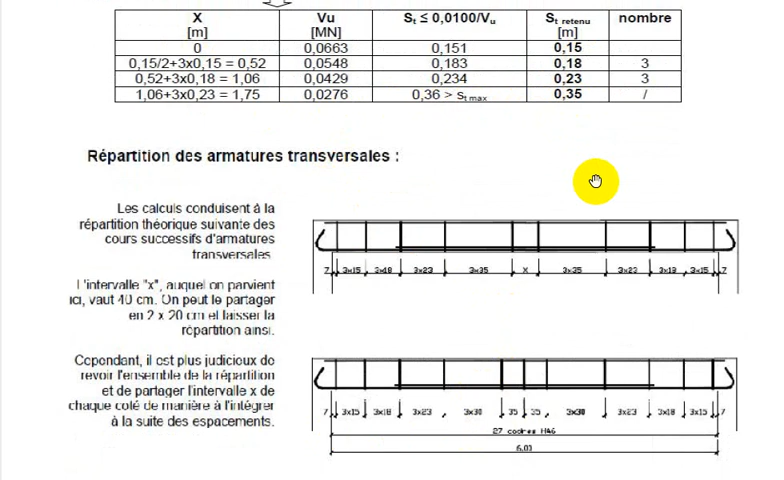 X Vu St ≤ 0,0100/Vu St retenu nombre
[m] [MN] [m]
0 0,0663 0,151 0,15
0,15/2+3x0,15 = 0,52 0,0548 0,183 0,18 3
0,52+3x0,18 = 1,06 0,0429 0,234 0,23 3
1,06+3x0,23 = 1,75 0,0276 0,36 > st max 0,35 /
Répartition des armatures transversales :
Les calculs conduisent à la
répartition théorique suivante des
cours successifs d'armatures
transversales.
L'intervalle "x", auquel on parvient
ici, vaut 40 cm. On peut le partager
en 2 x 20 cm et laisser la
répartition ainsi.
7 3x15 3x18 3x23 3x35 X 3x35 3x23 3x18 3x15 7
Cependant, il est plus judicieux de
revoir l'ensemble de la répartition
et de partager l'intervalle x de
chaque coté de manière à l'intégrer
à la suite des espacements.
7 3x15 3x18 3x23 3x30 35 35 3x30 3x23 3x18 3x15 7
27 cadres HA6
6.00